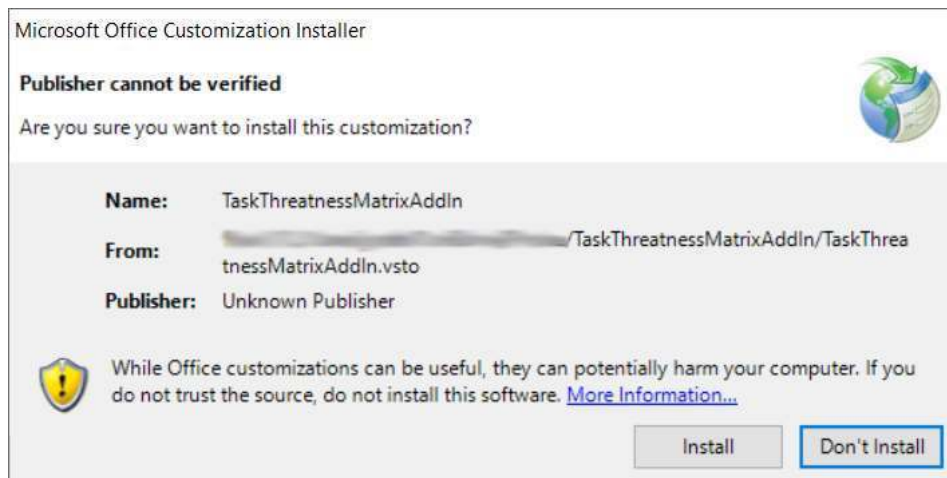 Microsoft Office Customization Installer
Publisher cannot be verified
Are you sure you want to install this customization?
Name: TaskThreatnessMatrixAddIn
From: /TaskThreatnessMatrixAddIn/TaskThrea
tnessMatrixAddIn.vsto
Publisher: Unknown Publisher
While Office customizations can be useful, they can potentially harm your computer. If you
do not trust the source, do not install this software. More Information...
Install Don't Install